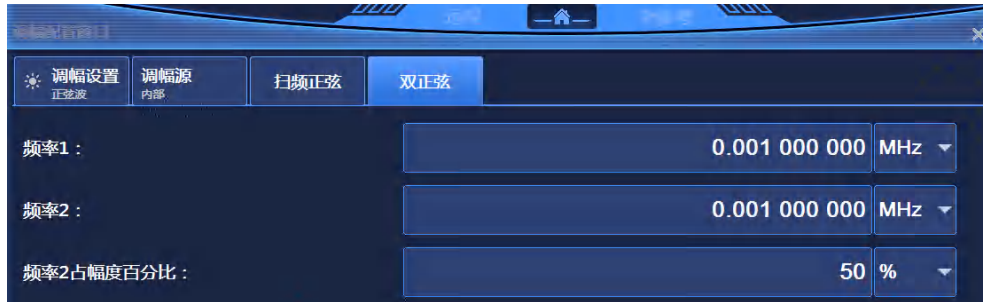 调幅设置
正弦波
调幅源
内部
扫频正弦
双正弦
频率1：
0.001 000 000 MHz
频率2：
0.001 000 000 MHz
频率2占幅度百分比：
50 %